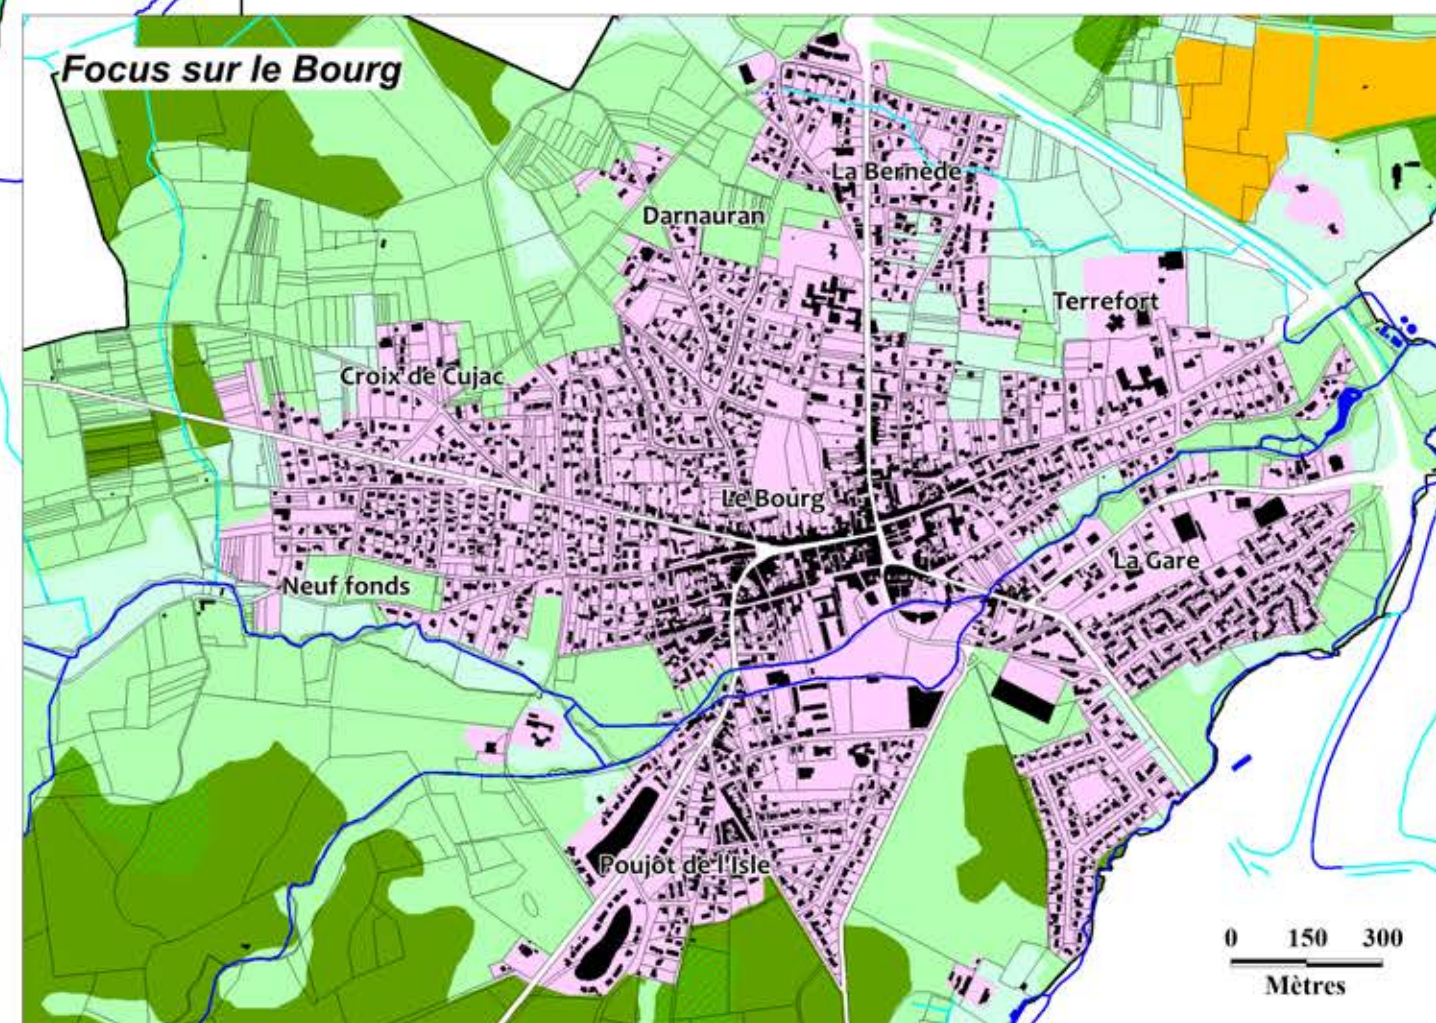 Focus sur le Bourg
La Bernède
Darnauran
Terrefort
Croix de Cujac
Le Bourg
La Gare
Neuf fonds
Poujot de l'Isle
0 150 300
Mètres